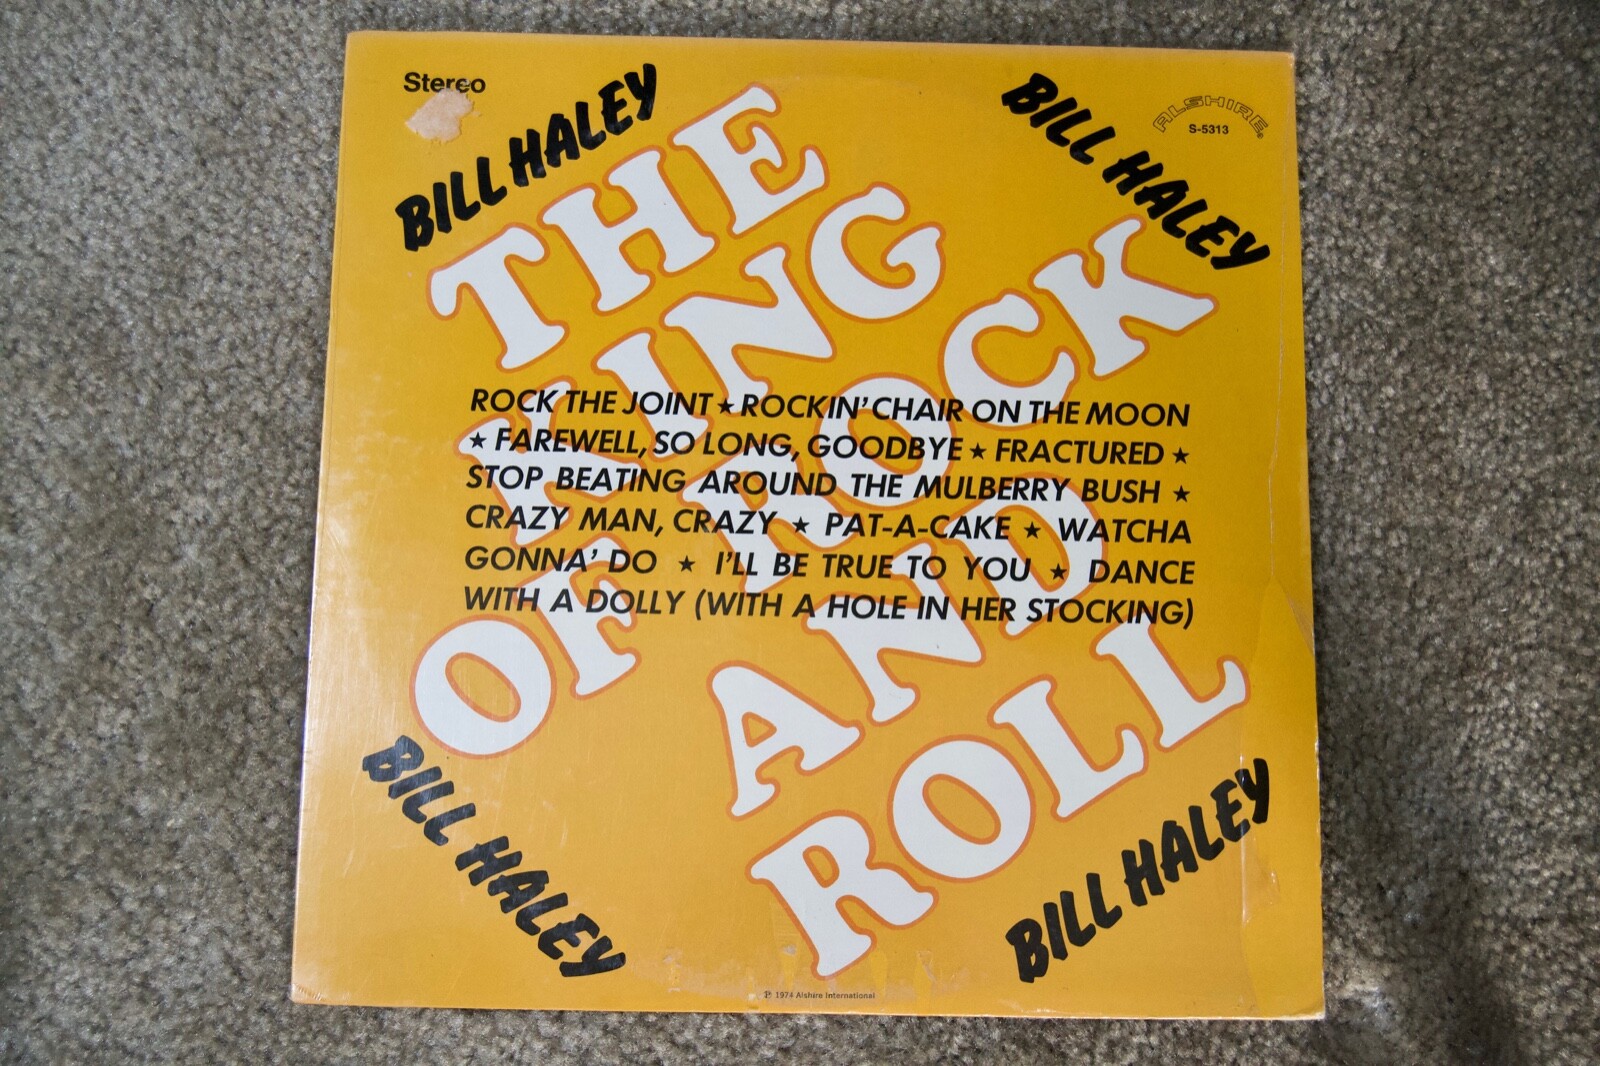 Stereo
BILL HALEY
BILL HALEY
ALSHIRE®
S-5313
THE
KING
OF
ROCK
AND
ROLL
ROCK THE JOINT ★ ROCKIN' CHAIR ON THE MOON
★ FAREWELL, SO LONG, GOODBYE ★ FRACTURED ★
STOP BEATING AROUND THE MULBERRY BUSH ★
CRAZY MAN, CRAZY ★ PAT-A-CAKE ★ WATCHA
GONNA' DO ★ I'LL BE TRUE TO YOU ★ DANCE
WITH A DOLLY (WITH A HOLE IN HER STOCKING)
BILL HALEY
BILL HALEY
℗ 1974 Alshire International